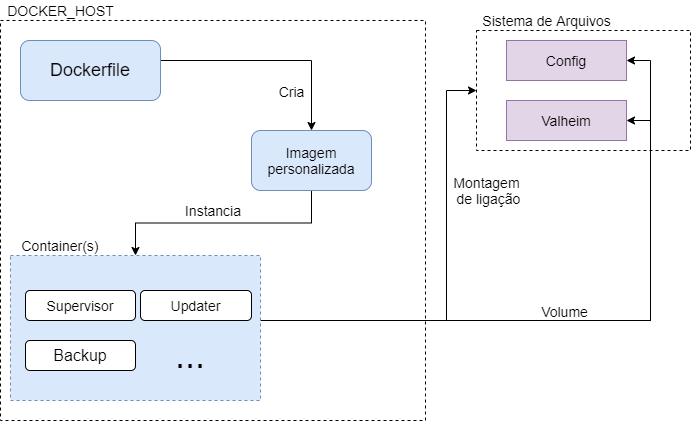 DOCKER_HOST
Sistema de Arquivos
Dockerfile
Config
Cria
Valheim
Imagem
personalizada
Montagem
de ligação
Instancia
Container(s)
Supervisor
Updater
Volume
Backup
...